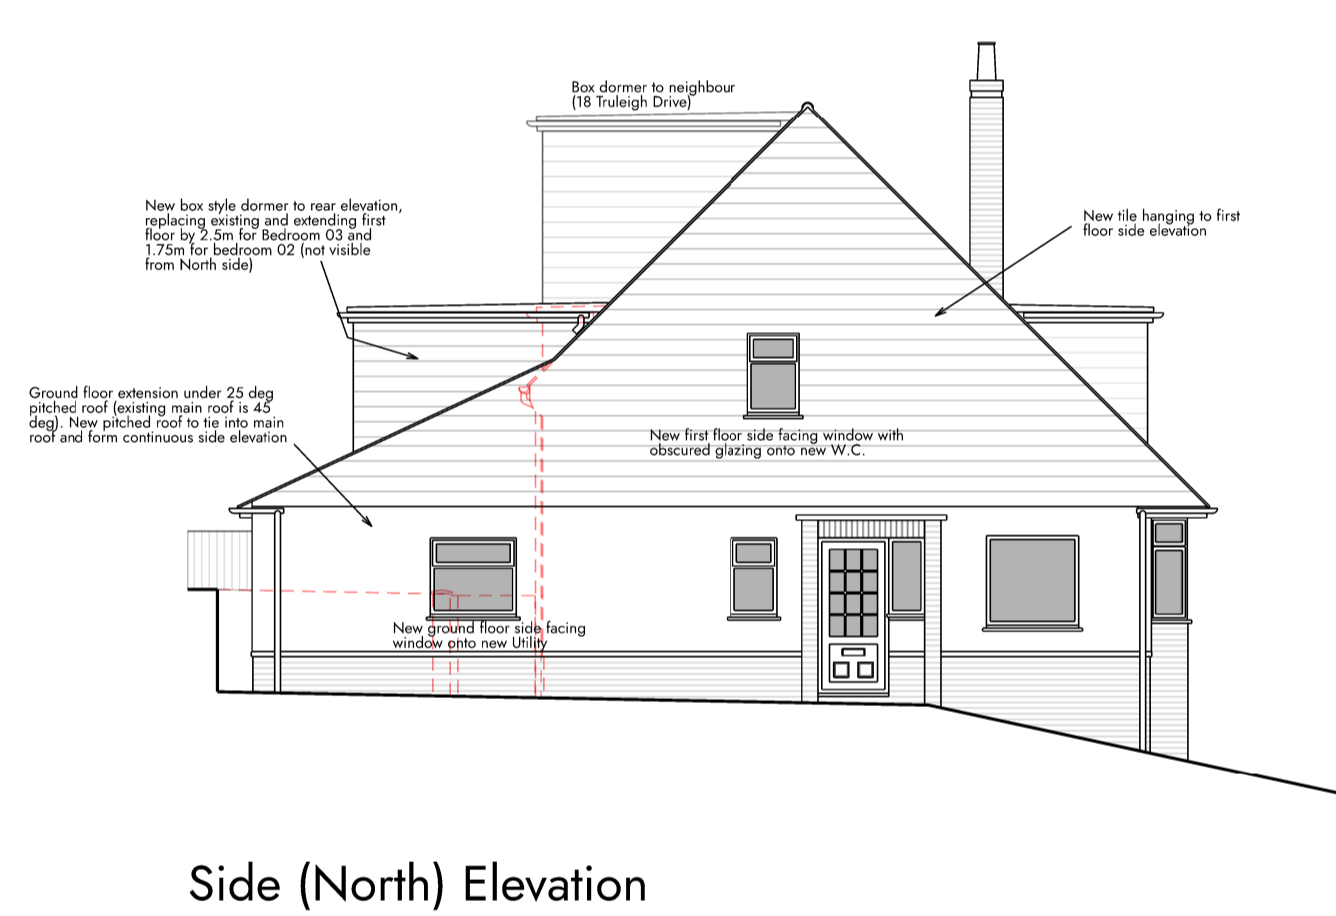 Box dormer to neighbour
(18 Truleigh Drive)
New box style dormer to rear elevation,
replacing existing and extending first
floor by 2.5m for Bedroom 03 and
1.75m for bedroom 02 (not visible
from North side)
New tile hanging to first
floor side elevation
Ground floor extension under 25 deg
pitched roof (existing main roof is 45
deg). New pitched roof to tie into main
roof and form continuous side elevation
New first floor side facing window with
obscured glazing onto new W.C.
New ground floor side facing
window onto new Utility
Side (North) Elevation